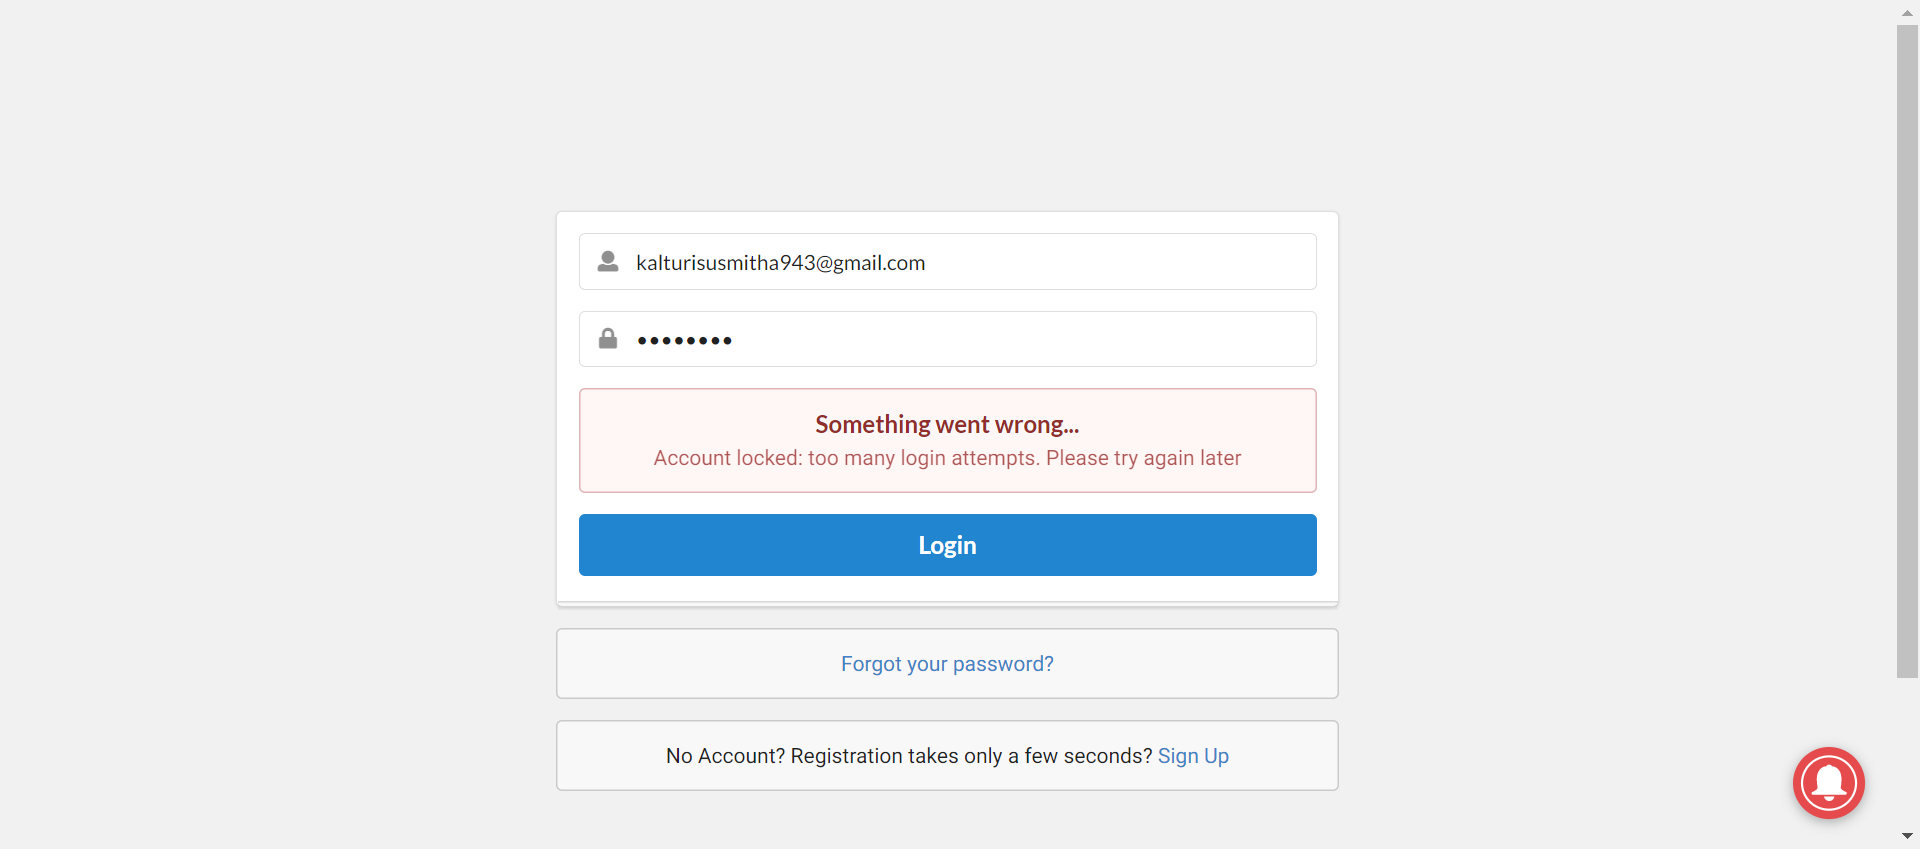 kalturisusmitha943@gmail.com
••••••••
Something went wrong...
Account locked: too many login attempts. Please try again later
Login
Forgot your password?
No Account? Registration takes only a few seconds? Sign Up